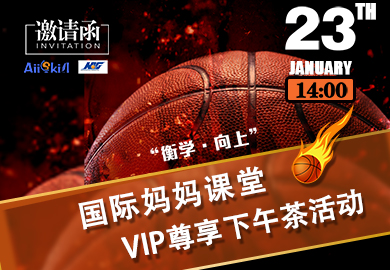 邀请函
INVITATION
AiiSkil
23TH
JANUARY
14:00
“衡学·向上”
国际妈妈课堂
VIP尊享下午茶活动